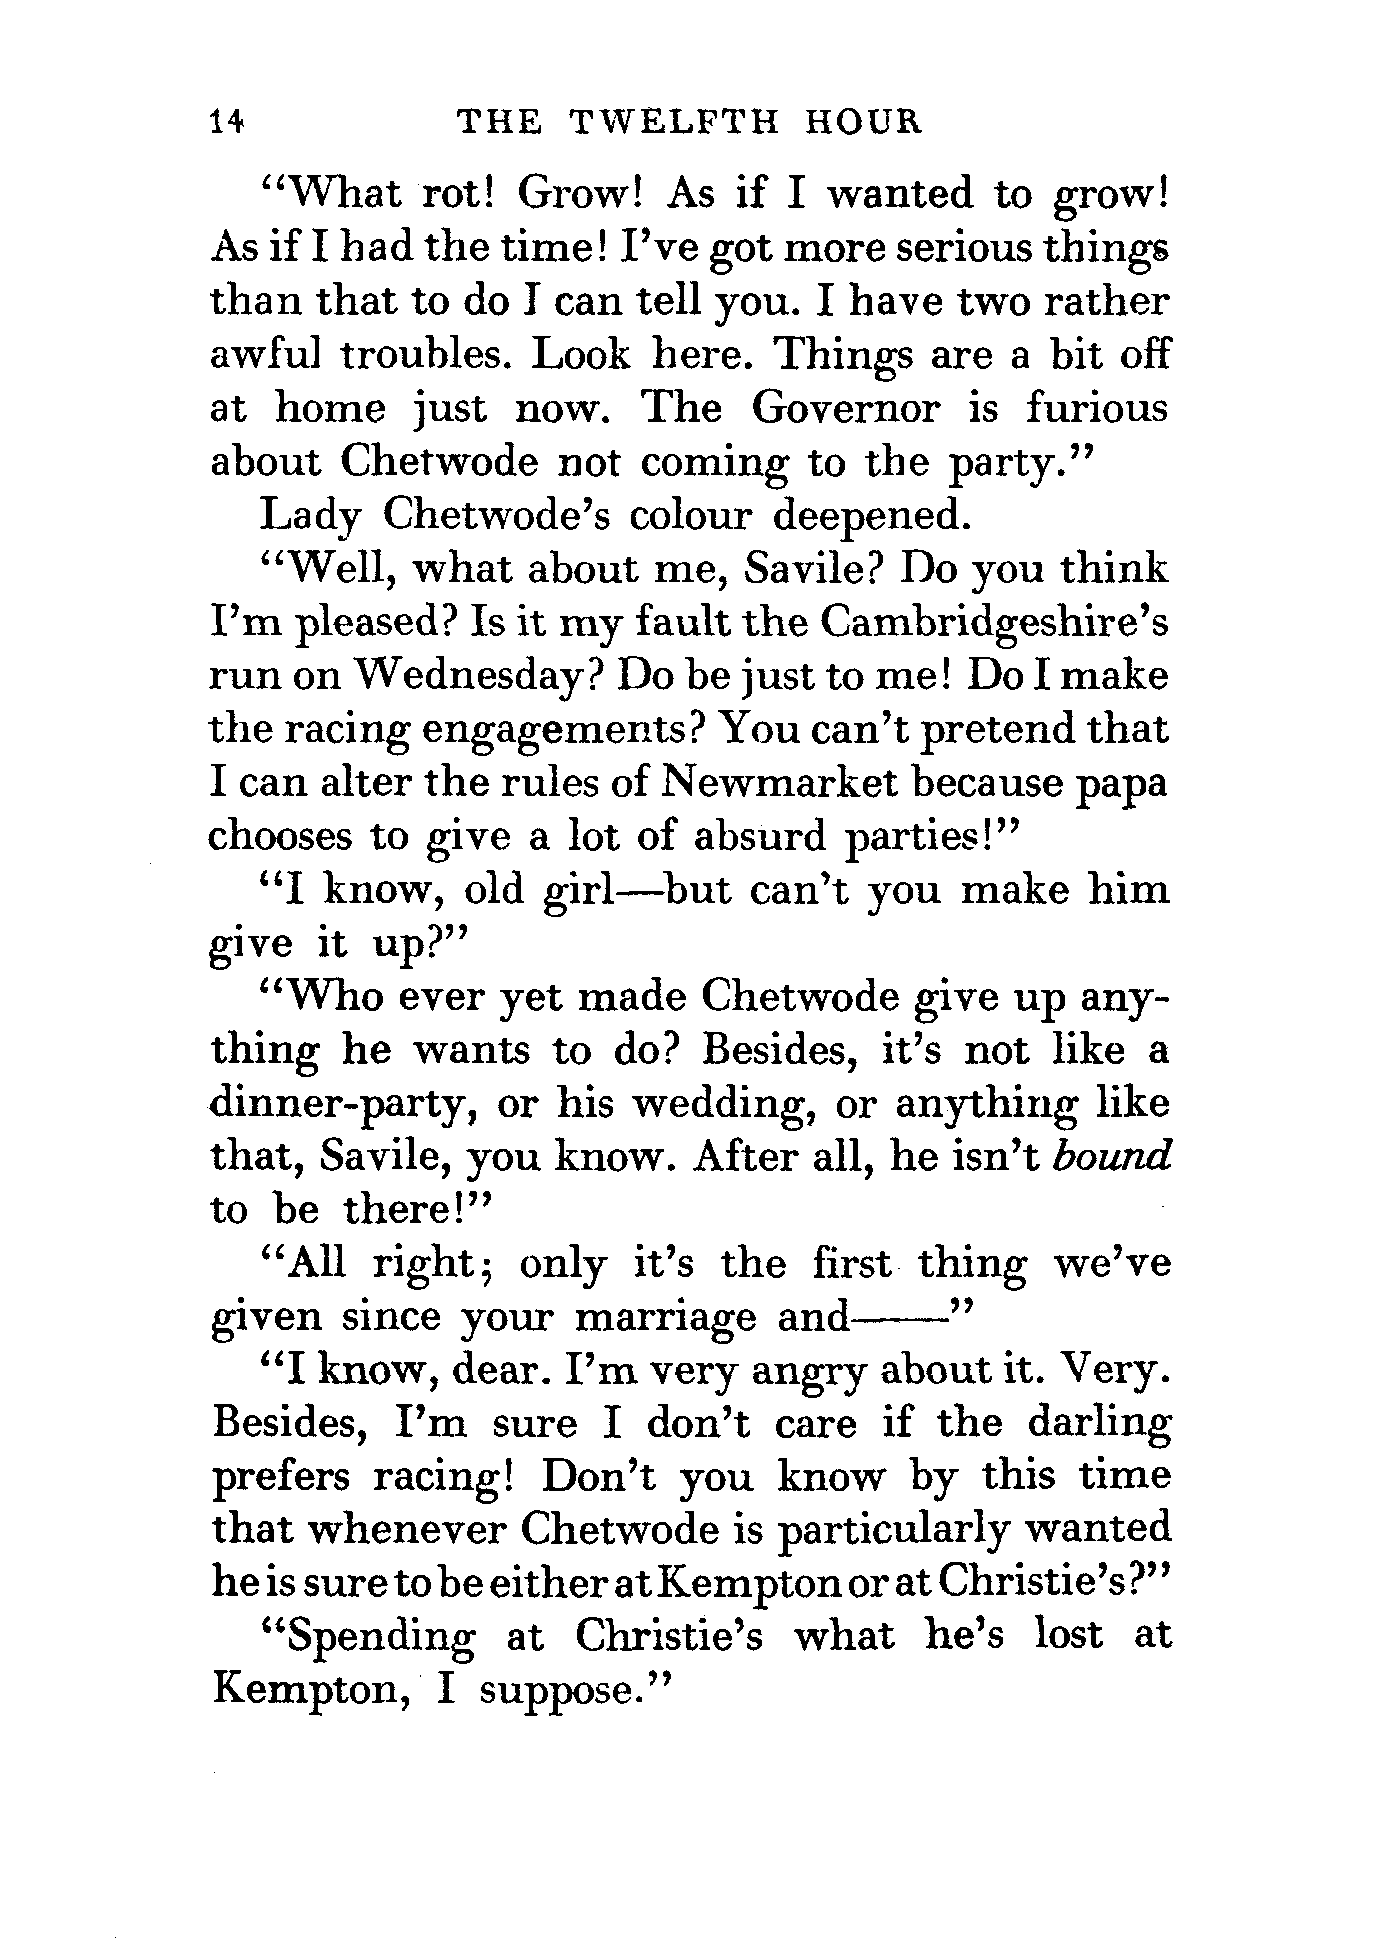 14 THE TWELFTH HOUR
“What rot! Grow! As if I wanted to grow!
As if I had the time! I’ve got more serious things
than that to do I can tell you. I have two rather
awful troubles. Look here. Things are a bit off
at home just now. The Governor is furious
about Chetwode not coming to the party.”
Lady Chetwode’s colour deepened.
“Well, what about me, Savile? Do you think
I’m pleased? Is it my fault the Cambridgeshire’s
run on Wednesday? Do be just to me! Do I make
the racing engagements? You can’t pretend that
I can alter the rules of Newmarket because papa
chooses to give a lot of absurd parties!”
“I know, old girl—but can’t you make him
give it up?”
“Who ever yet made Chetwode give up any-
thing he wants to do? Besides, it’s not like a
dinner-party, or his wedding, or anything like
that, Savile, you know. After all, he isn’t bound
to be there!”
“All right; only it’s the first thing we’ve
given since your marriage and——”
“I know, dear. I’m very angry about it. Very.
Besides, I’m sure I don’t care if the darling
prefers racing! Don’t you know by this time
that whenever Chetwode is particularly wanted
he is sure to be either at Kempton or at Christie’s?”
“Spending at Christie’s what he’s lost at
Kempton, I suppose.”